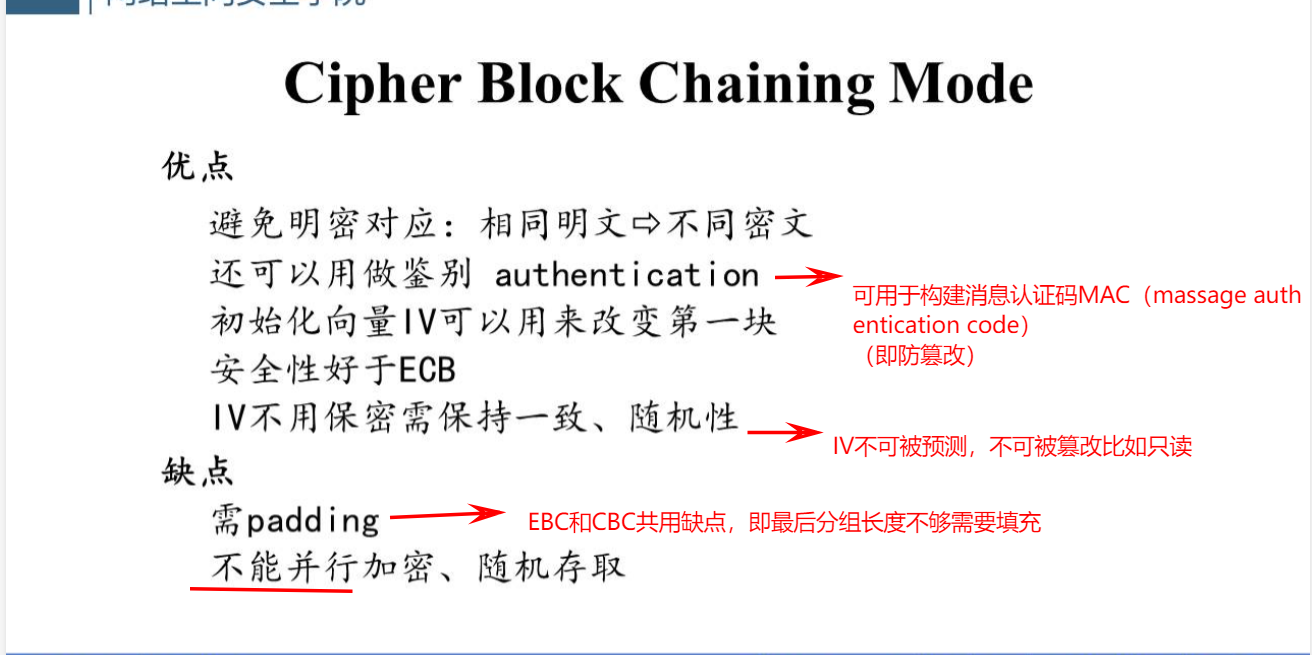 Cipher Block Chaining Mode
优点
避免明密对应：相同明文⇨不同密文
还可以用做鉴别 authentication
可用于构建消息认证码MAC（massage auth
entication code）
（即防篡改）
初始化向量IV可以用来改变第一块
安全性好于ECB
IV不用保密需保持一致、随机性
IV不可被预测，不可被篡改比如只读
缺点
需padding
EBC和CBC共用缺点，即最后分组长度不够需要填充
不能并行加密、随机存取